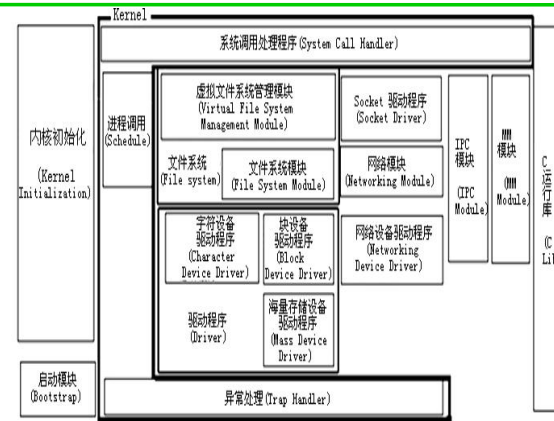 Kernel
系统调用处理程序(System Call Handler)
内核初始化
(Kernel
Initialization)
进程调用
(Schedule)
虚拟文件系统管理模块
(Virtual File System
Management Module)
文件系统
(File system)
文件系统模块
(File System Module)
Socket 驱动程序
(Socket Driver)
网络模块
(Networking Module)
网络设备驱动程序
(Networking
Device Driver)
IPC
模块
(IPC
Module)
模块
Module)
C
运行库
(C
Lib
字符设备
驱动程序
(Character
Device Driver)
块设备
驱动程序
(Block
Device Driver)
驱动程序
(Driver)
海量存储设备
驱动程序
(Mass Device
Driver)
启动模块
(Bootstrap)
异常处理(Trap Handler)